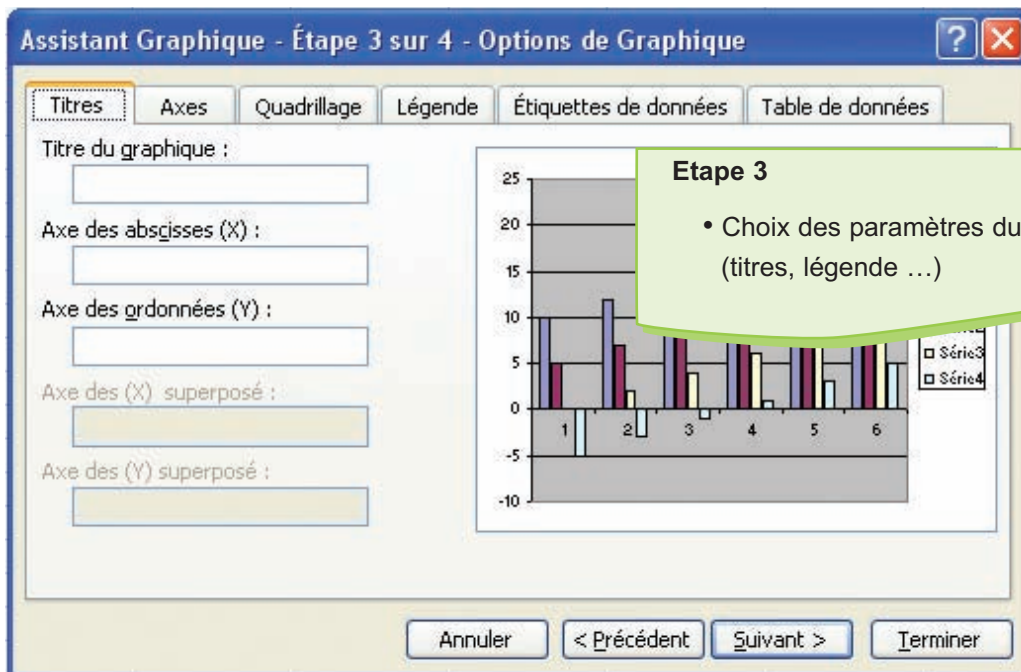 Assistant Graphique - Étape 3 sur 4 - Options de Graphique
Titres Axes Quadrillage Légende Étiquettes de données Table de données
Titre du graphique :
Axe des abscisses (X) :
Axe des ordonnées (Y) :
Axe des (X) superposé :
Axe des (Y) superposé :
Etape 3
• Choix des paramètres du
(titres, légende …)
25
20
15
10
5
0
-5
-10
1 2 3 4 5 6
Série3
Série4
Annuler < Précédent Suivant > Terminer